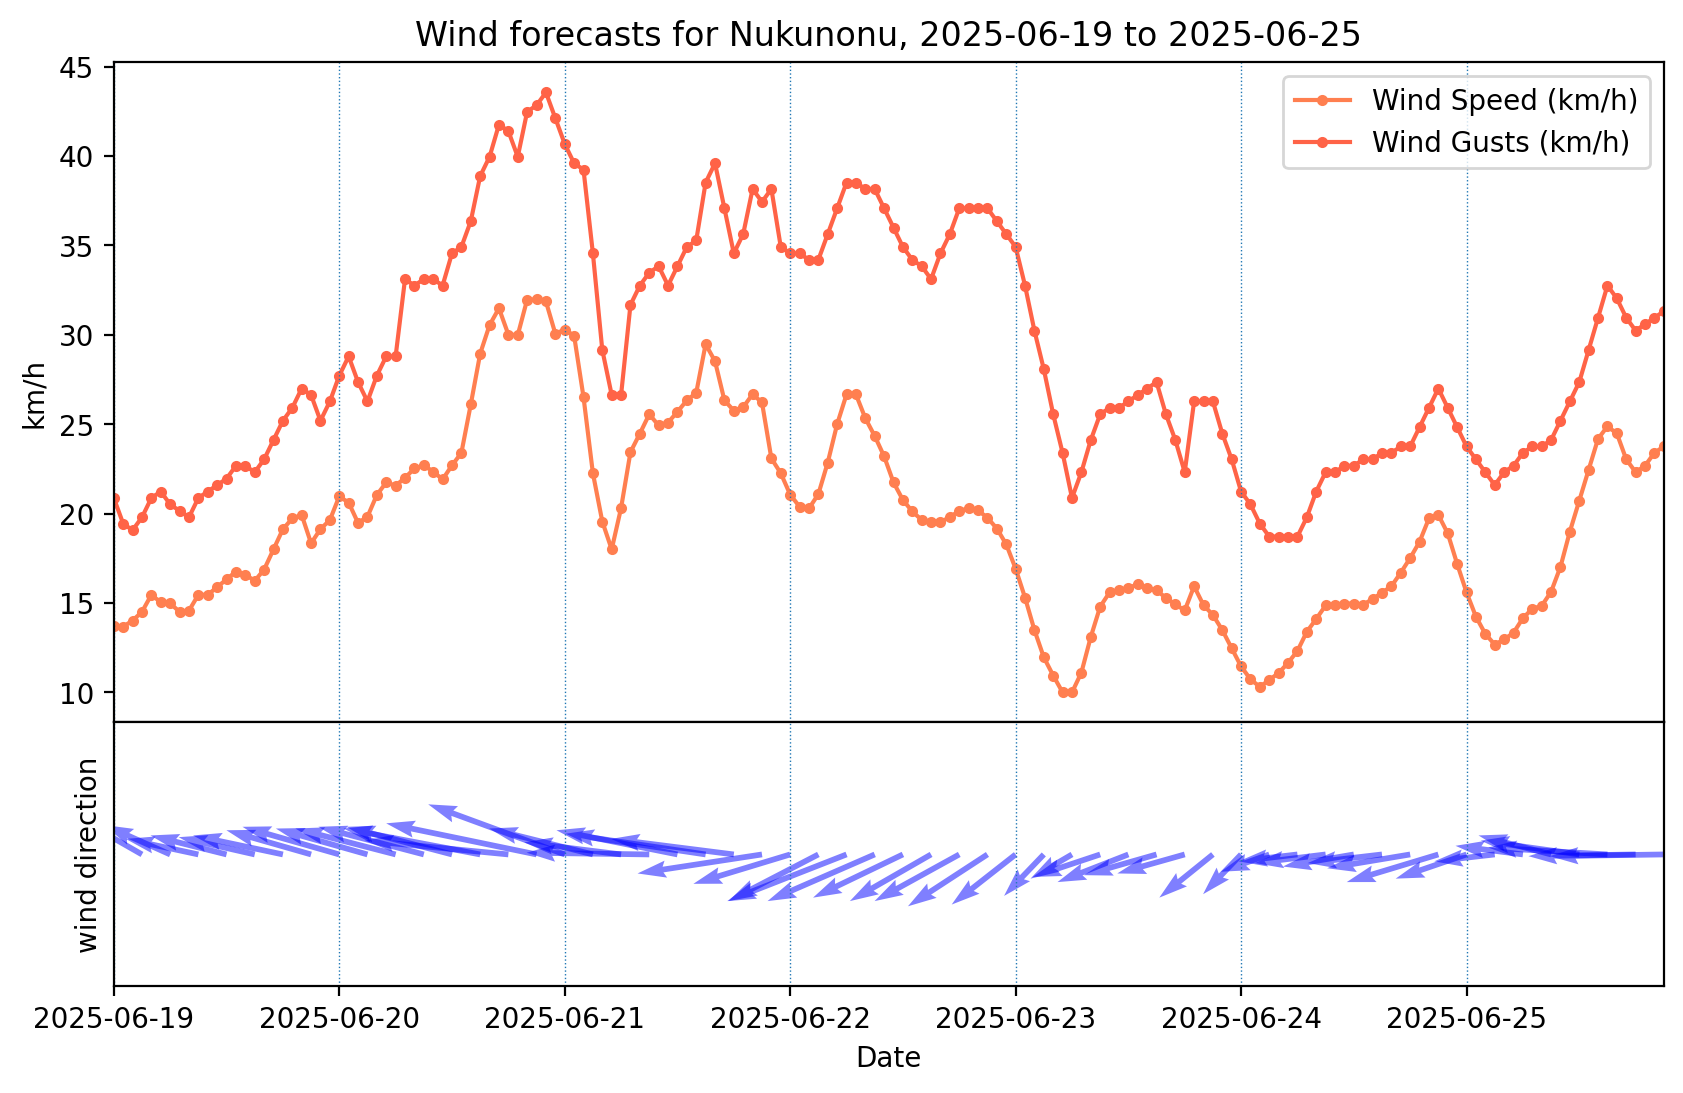 Wind forecasts for Nukunonu, 2025-06-19 to 2025-06-25
Wind Speed (km/h)
Wind Gusts (km/h)
45
40
35
30
25
20
15
10
km/h
wind direction
2025-06-19
2025-06-20
2025-06-21
2025-06-22
2025-06-23
2025-06-24
2025-06-25
Date